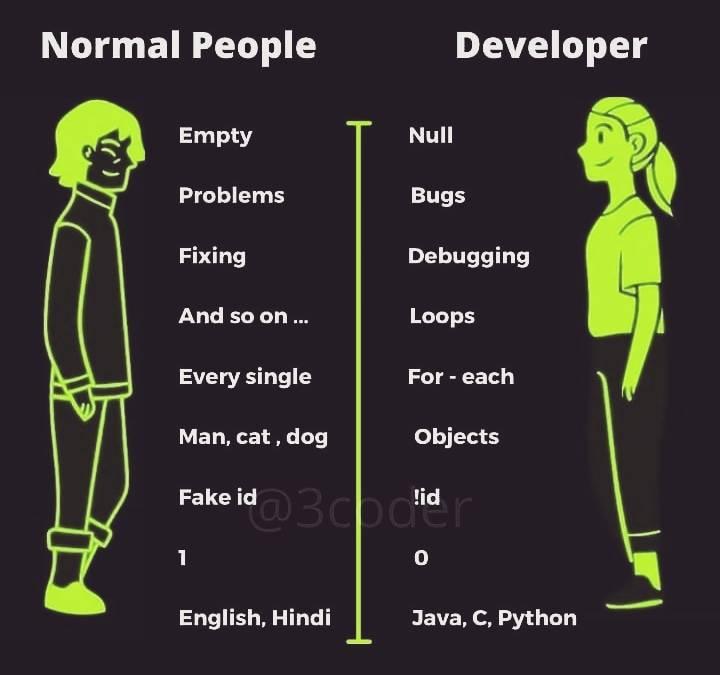 Normal People Developer
Empty Null
Problems Bugs
Fixing Debugging
And so on ... Loops
Every single For - each
Man, cat , dog Objects
Fake id !id
@3coder
1 0
English, Hindi Java, C, Python